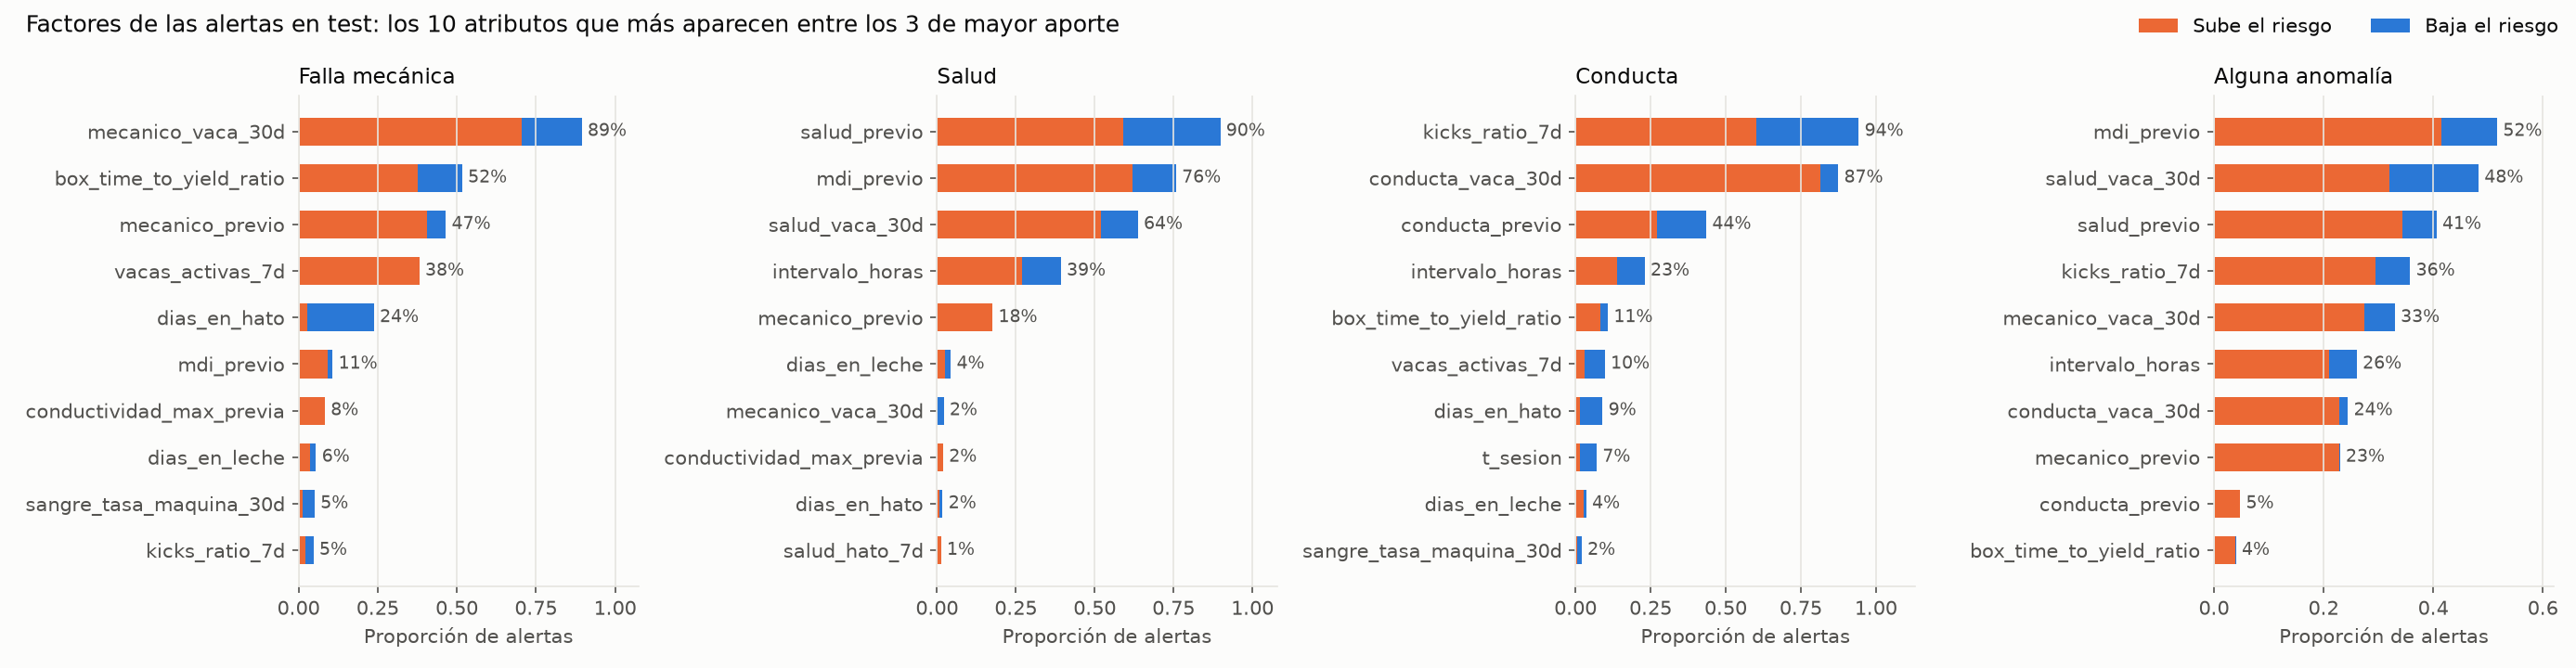 Factores de las alertas en test: los 10 atributos que más aparecen entre los 3 de mayor aporte
Sube el riesgo
Baja el riesgo
Falla mecánica
mecanico_vaca_30d 89%
box_time_to_yield_ratio 52%
mecanico_previo 47%
vacas_activas_7d 38%
dias_en_hato 24%
mdi_previo 11%
conductividad_max_previa 8%
dias_en_leche 6%
sangre_tasa_maquina_30d 5%
kicks_ratio_7d 5%
0.00 0.25 0.50 0.75 1.00
Proporción de alertas
Salud
salud_previo 90%
mdi_previo 76%
salud_vaca_30d 64%
intervalo_horas 39%
mecanico_previo 18%
dias_en_leche 4%
mecanico_vaca_30d 2%
conductividad_max_previa 2%
dias_en_hato 2%
salud_hato_7d 1%
0.00 0.25 0.50 0.75 1.00
Proporción de alertas
Conducta
kicks_ratio_7d 94%
conducta_vaca_30d 87%
conducta_previo 44%
intervalo_horas 23%
box_time_to_yield_ratio 11%
vacas_activas_7d 10%
dias_en_hato 9%
t_sesion 7%
dias_en_leche 4%
sangre_tasa_maquina_30d 2%
0.00 0.25 0.50 0.75 1.00
Proporción de alertas
Alguna anomalía
mdi_previo 52%
salud_vaca_30d 48%
salud_previo 41%
kicks_ratio_7d 36%
mecanico_vaca_30d 33%
intervalo_horas 26%
conducta_vaca_30d 24%
mecanico_previo 23%
conducta_previo 5%
box_time_to_yield_ratio 4%
0.0 0.2 0.4 0.6
Proporción de alertas